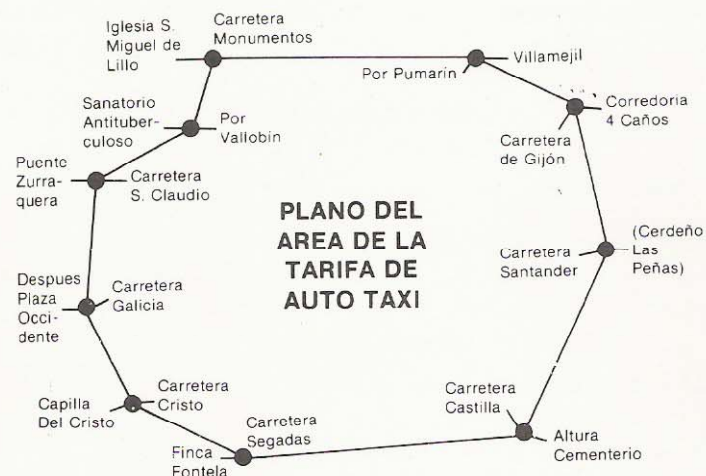 Iglesia S.
Miguel de
Lillo
Carretera
Monumentos
Por Pumarín
Villamejil
Corredoria
4 Caños
Carretera
de Gijón
Sanatorio
Antituber-
culoso
Por
Vallobin
Puente
Zurra-
quera
Carretera
S. Claudio
PLANO DEL
AREA DE LA
TARIFA DE
AUTO TAXI
Carretera
Santander
(Cerdeño
Las
Peñas)
Despues
Plaza
Occi-
dente
Carretera
Galicia
Capilla
Del Cristo
Carretera
Cristo
Carretera
Segadas
Finca
Fontela
Carretera
Castilla
Altura
Cementerio